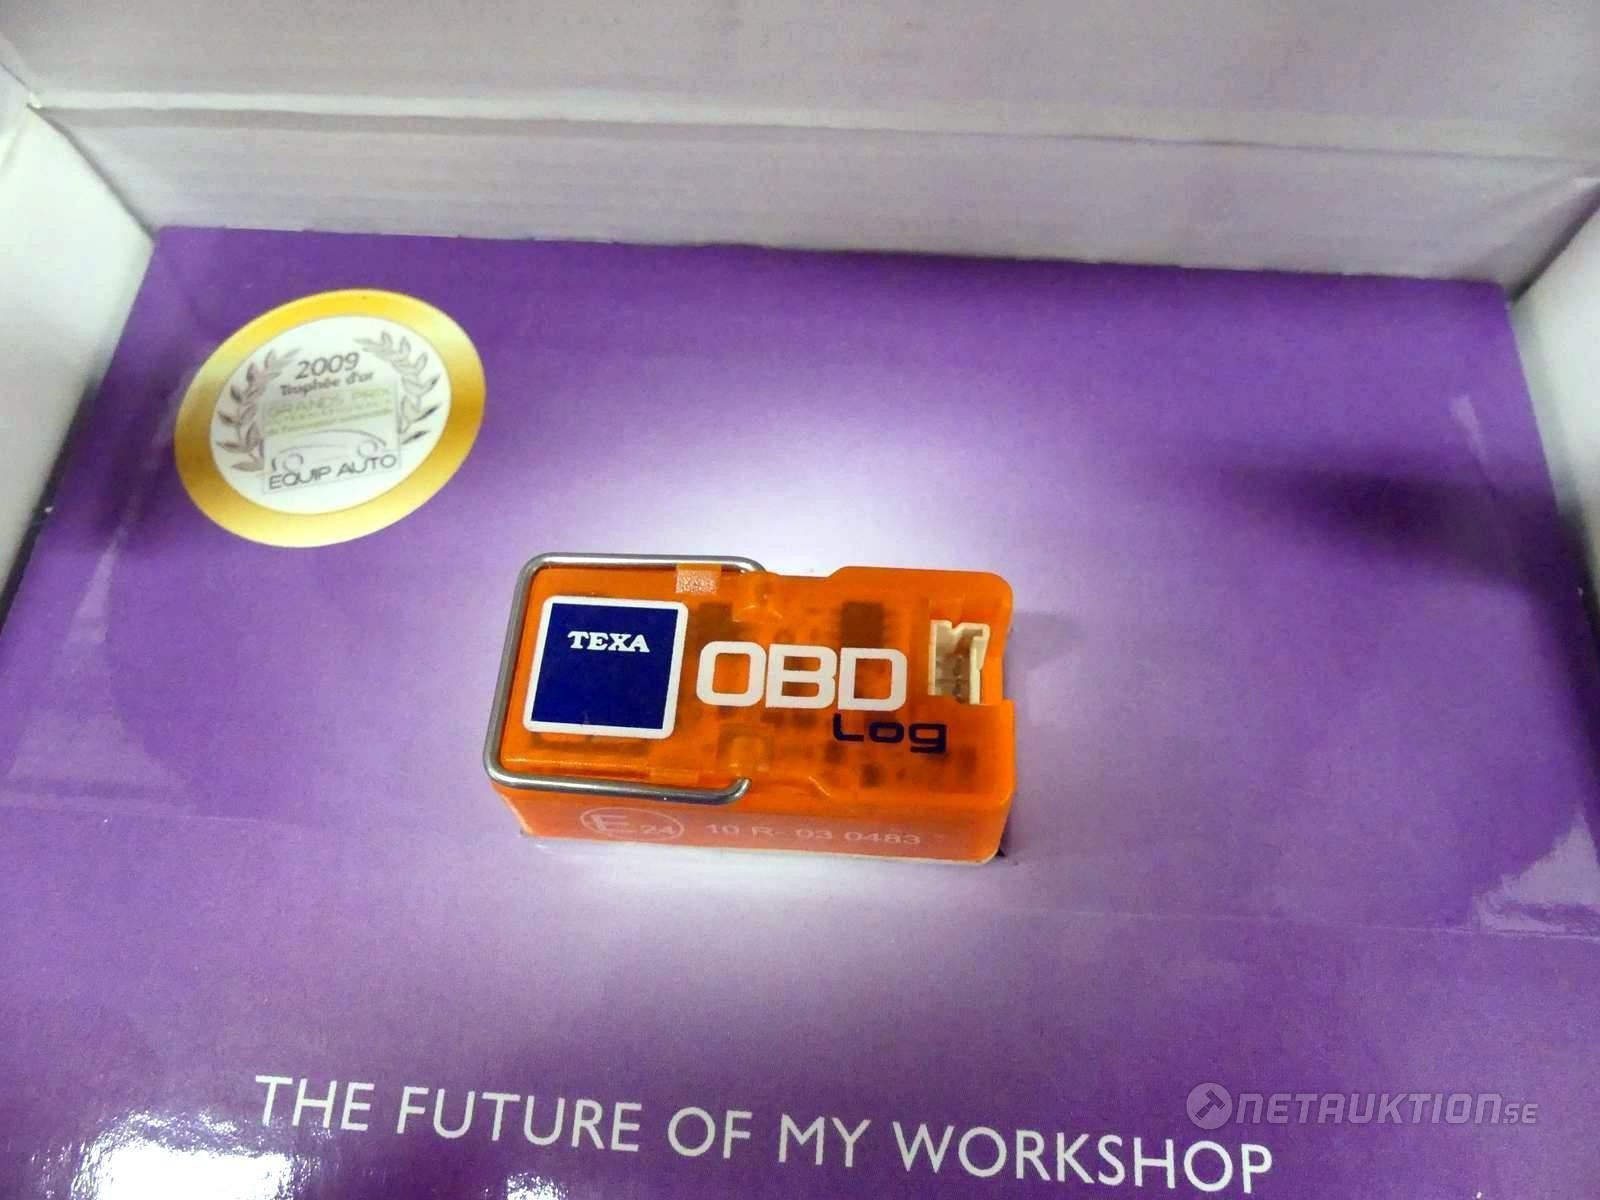 2009
Trophée d'or
GRANDS PRIX
EQUIP AUTO
TEXA
OBD
Log
E24 10 R- 03 0483
THE FUTURE OF MY WORKSHOP
NETAUKTION.SE